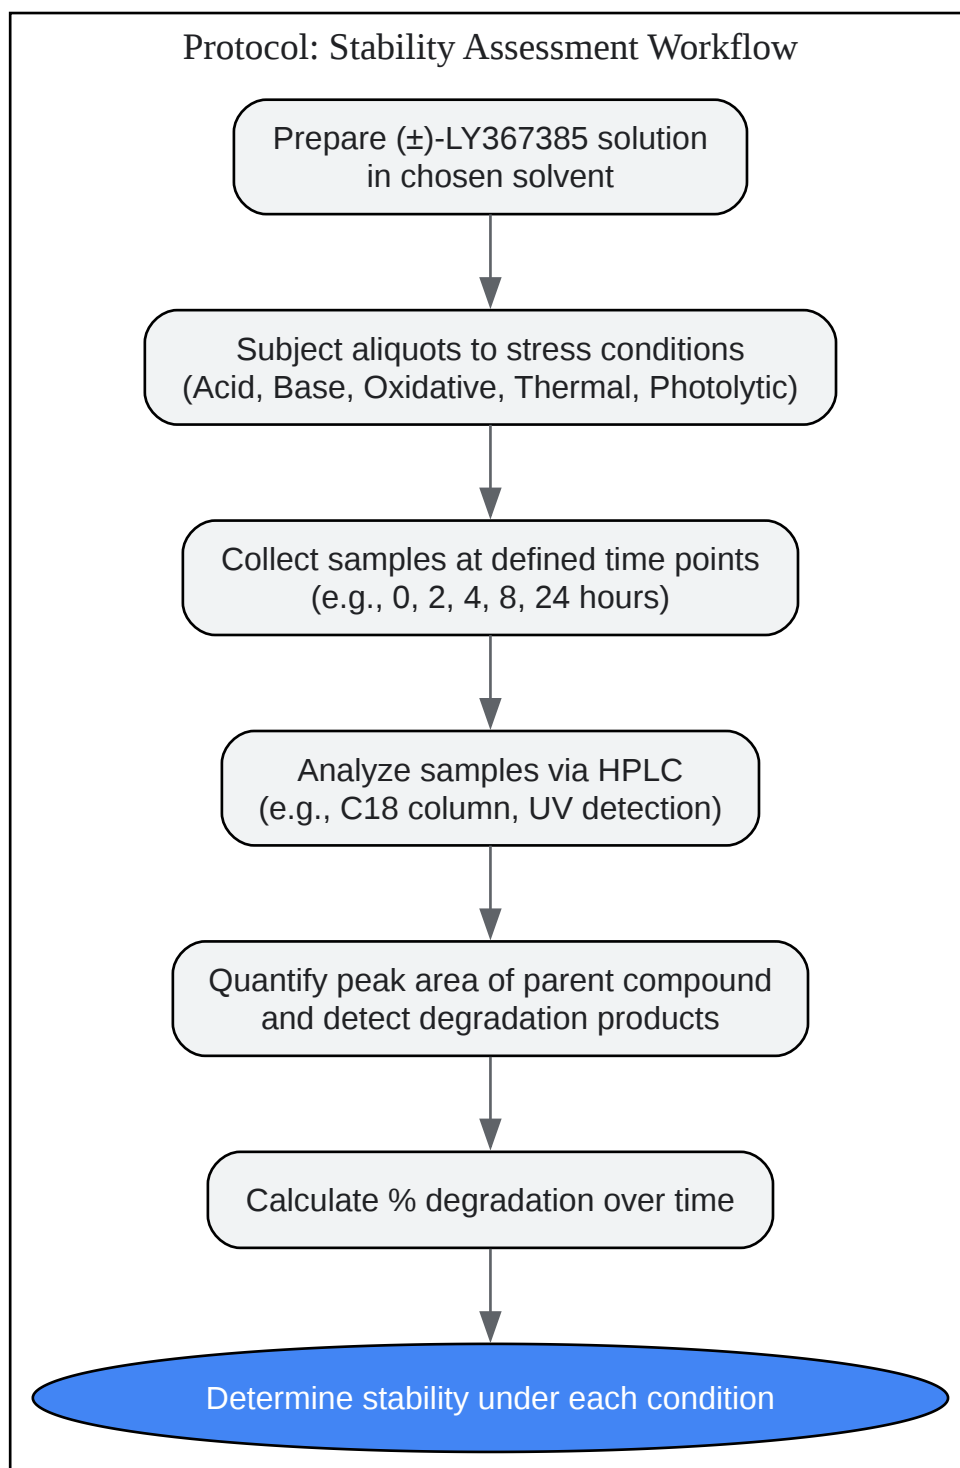 Protocol: Stability Assessment Workflow
Prepare (±)-LY367385 solution
in chosen solvent
Subject aliquots to stress conditions
(Acid, Base, Oxidative, Thermal, Photolytic)
Collect samples at defined time points
(e.g., 0, 2, 4, 8, 24 hours)
Analyze samples via HPLC
(e.g., C18 column, UV detection)
Quantify peak area of parent compound
and detect degradation products
Calculate % degradation over time
Determine stability under each condition